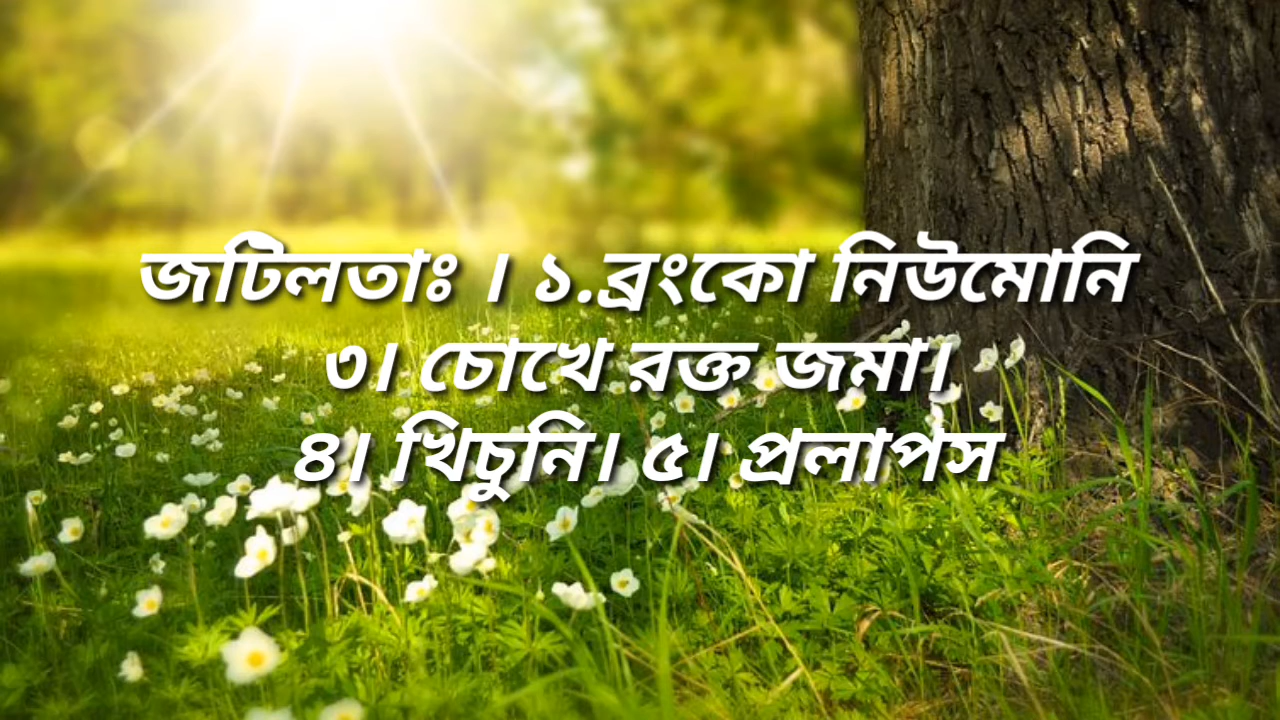 জটিলতাঃ । ১.ব্রংকো নিউমোনি
৩। চোখে রক্ত জমা।
৪। খিচুনি। ৫। প্রলাপস